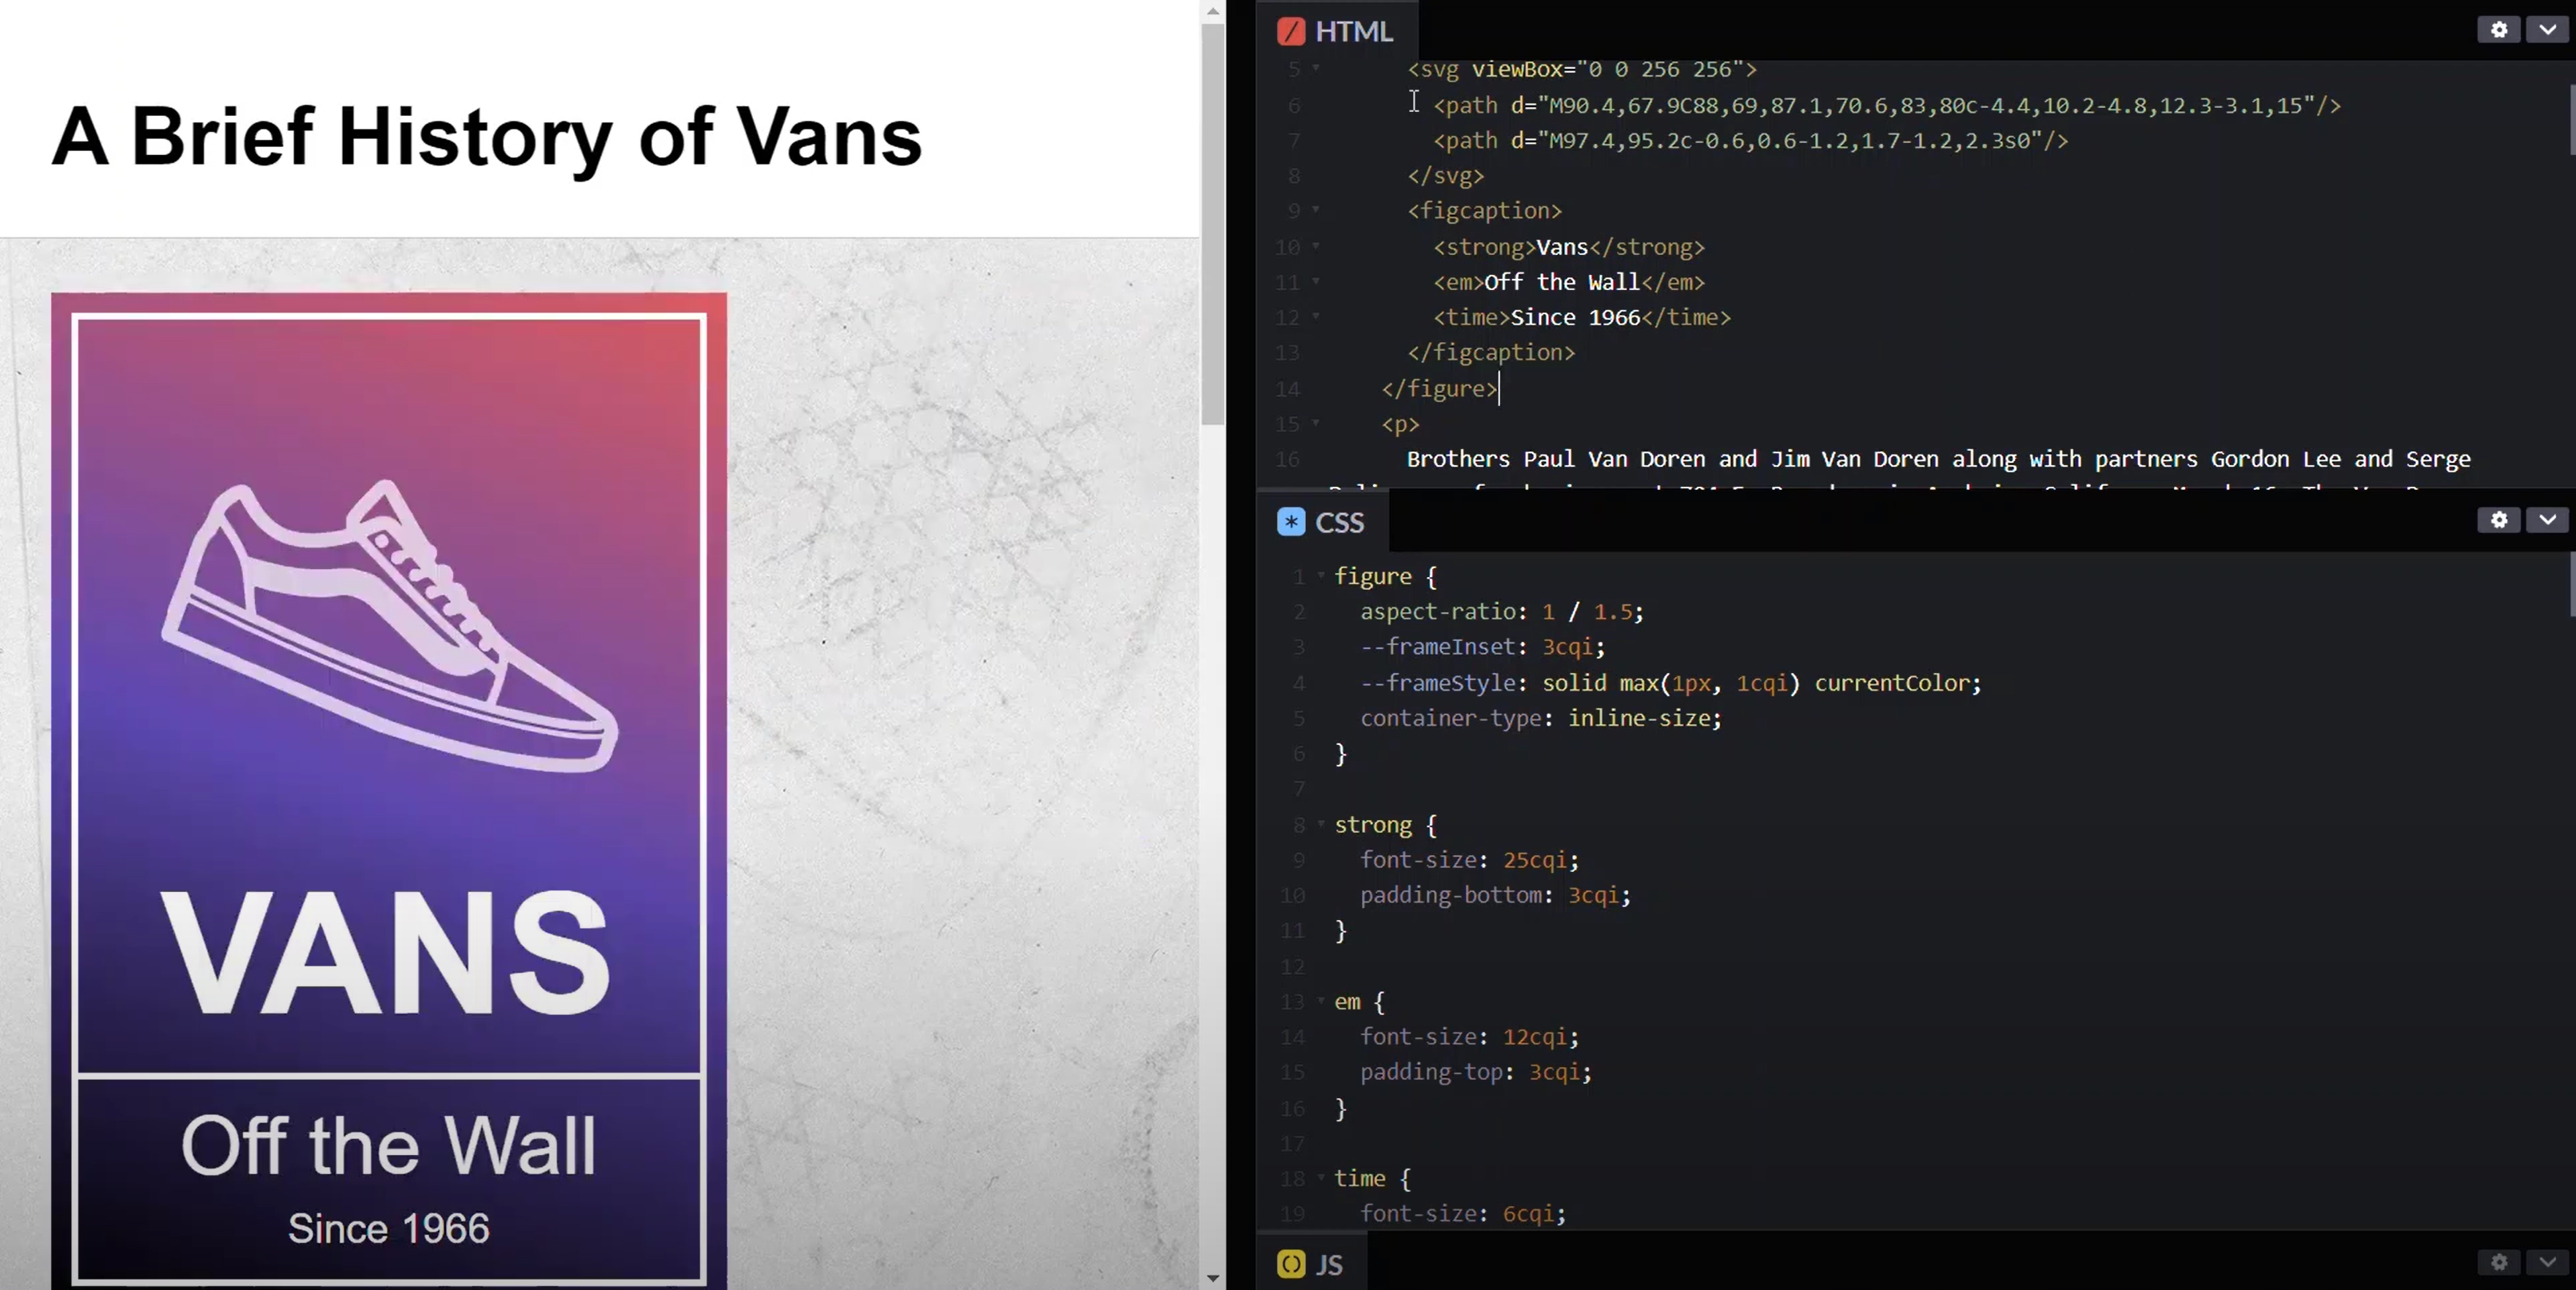 A Brief History of Vans
VANS
Off the Wall
Since 1966
HTML
5 <svg viewBox="0 0 256 256">
6 <path d="M90.4,67.9C88,69,87.1,70.6,83,80c-4.4,10.2-4.8,12.3-3.1,15"/>
7 <path d="M97.4,95.2c-0.6,0.6-1.2,1.7-1.2,2.3s0"/>
8 </svg>
9 <figcaption>
10 <strong>Vans</strong>
11 <em>Off the Wall</em>
12 <time>Since 1966</time>
13 </figcaption>
14 </figure>
15 <p>
16 Brothers Paul Van Doren and Jim Van Doren along with partners Gordon Lee and Serge
CSS
1 figure {
2 aspect-ratio: 1 / 1.5;
3 --frameInset: 3cqi;
4 --frameStyle: solid max(1px, 1cqi) currentColor;
5 container-type: inline-size;
6 }
7
8 strong {
9 font-size: 25cqi;
10 padding-bottom: 3cqi;
11 }
12
13 em {
14 font-size: 12cqi;
15 padding-top: 3cqi;
16 }
17
18 time {
19 font-size: 6cqi;
JS